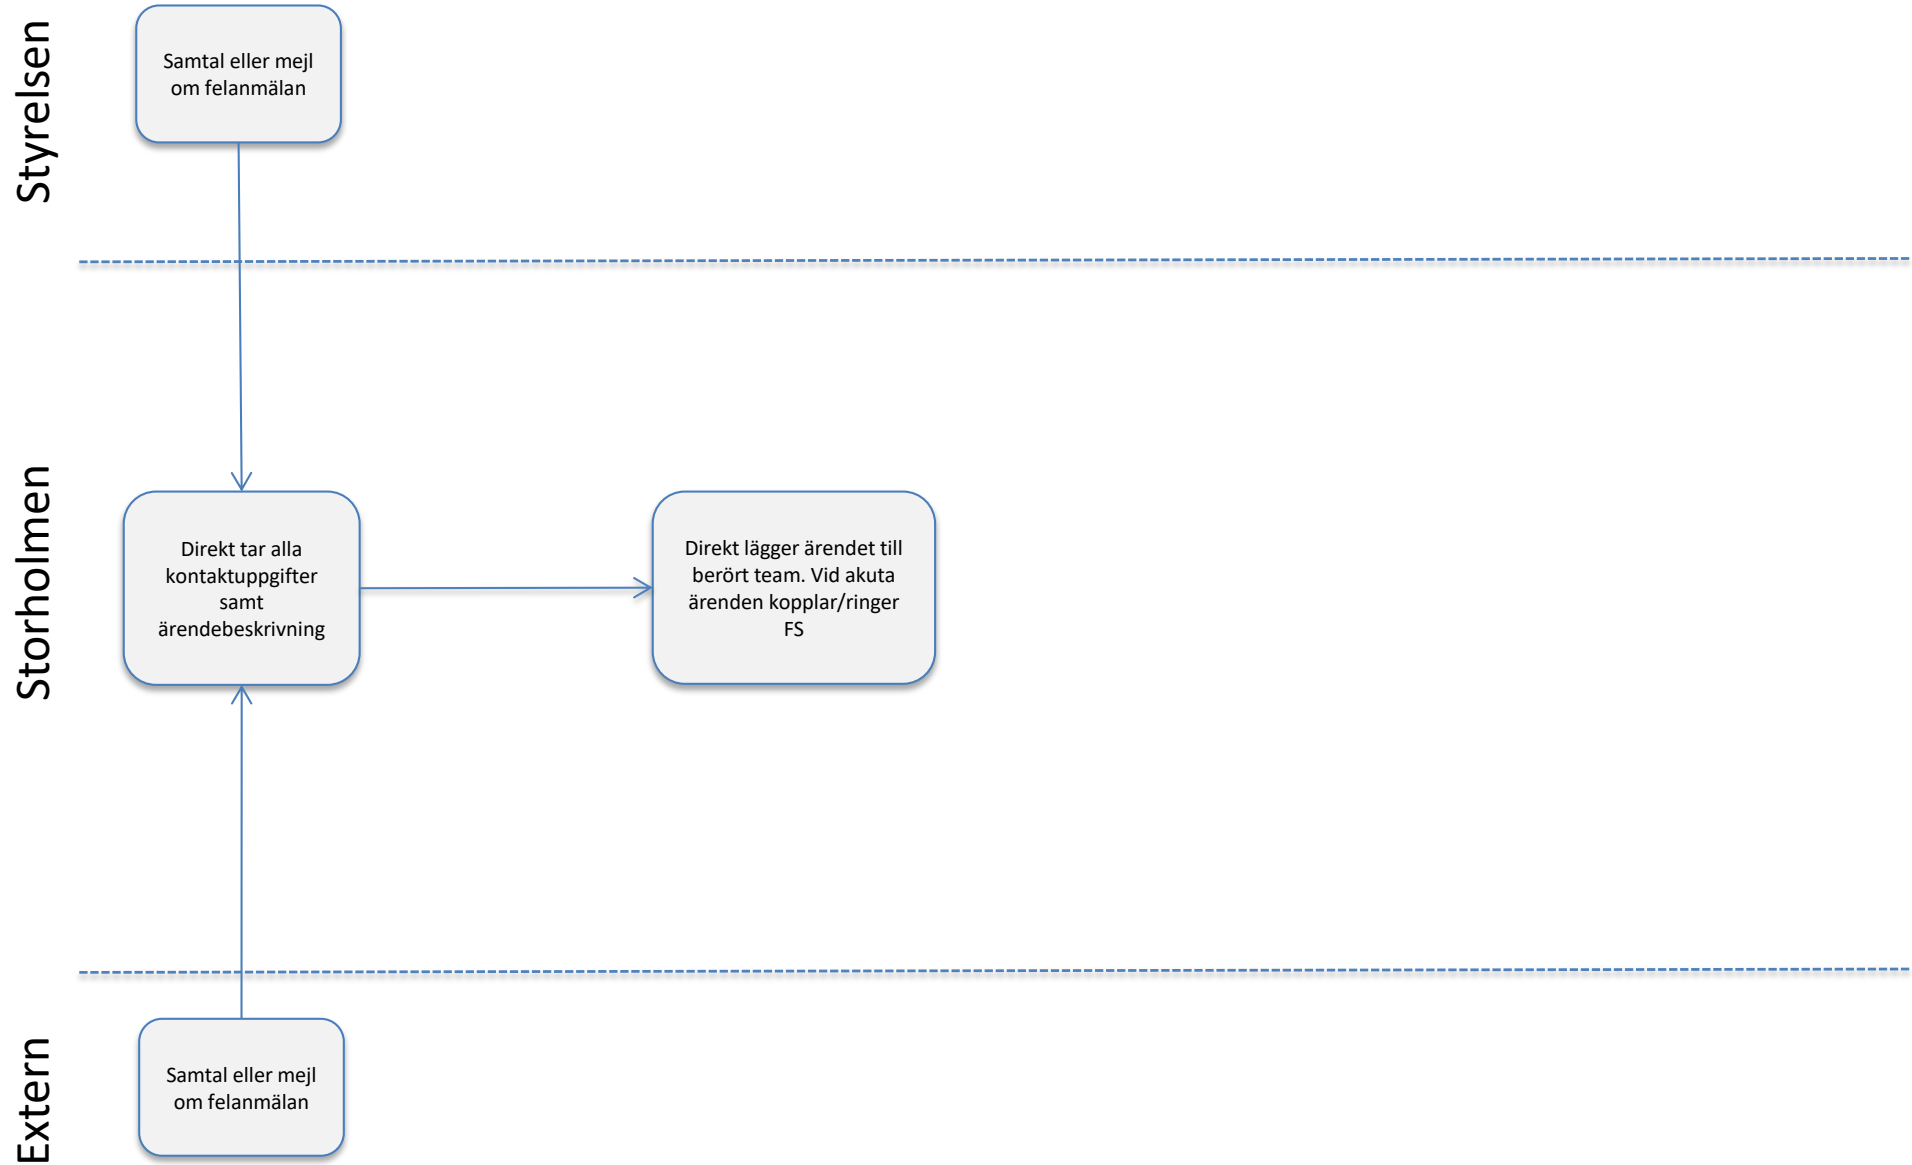 Styrelsen
Samtal eller mejl
om felanmälan
Storholmen
Direkt tar alla
kontaktuppgifter
samt
ärendebeskrivning
Direkt lägger ärendet till
berört team. Vid akuta
ärenden kopplar/ringer
FS
Extern
Samtal eller mejl
om felanmälan